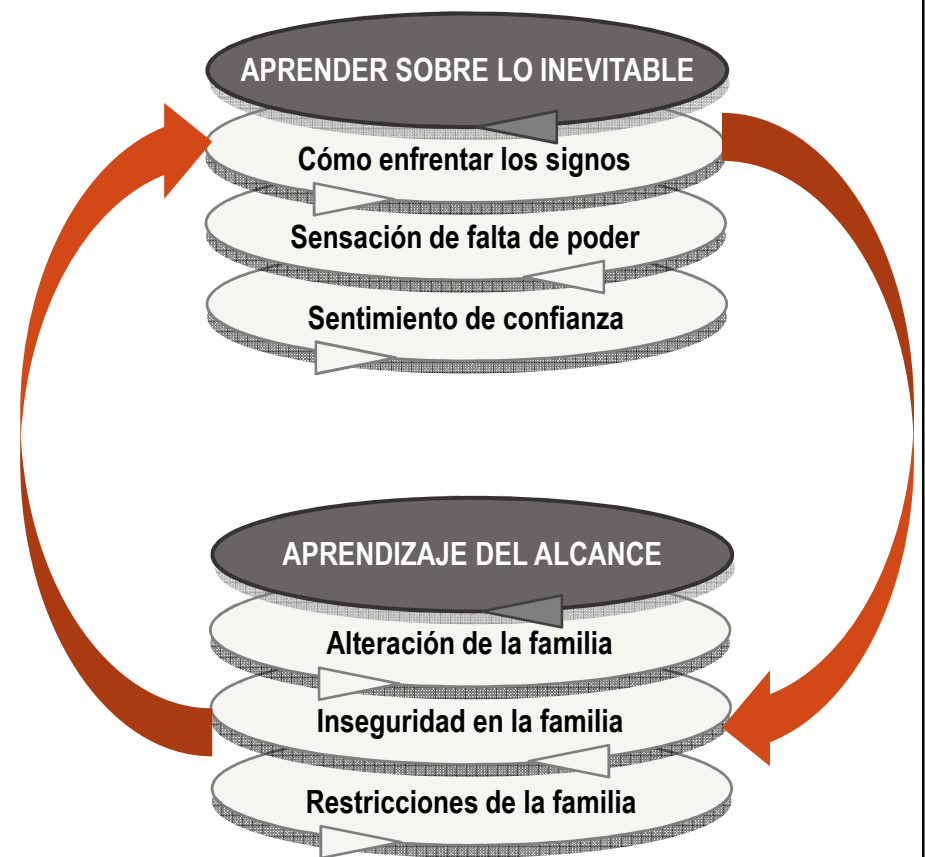 APRENDER SOBRE LO INEVITABLE
Cómo enfrentar los signos
Sensación de falta de poder
Sentimiento de confianza
APRENDIZAJE DEL ALCANCE
Alteración de la familia
Inseguridad en la familia
Restricciones de la familia